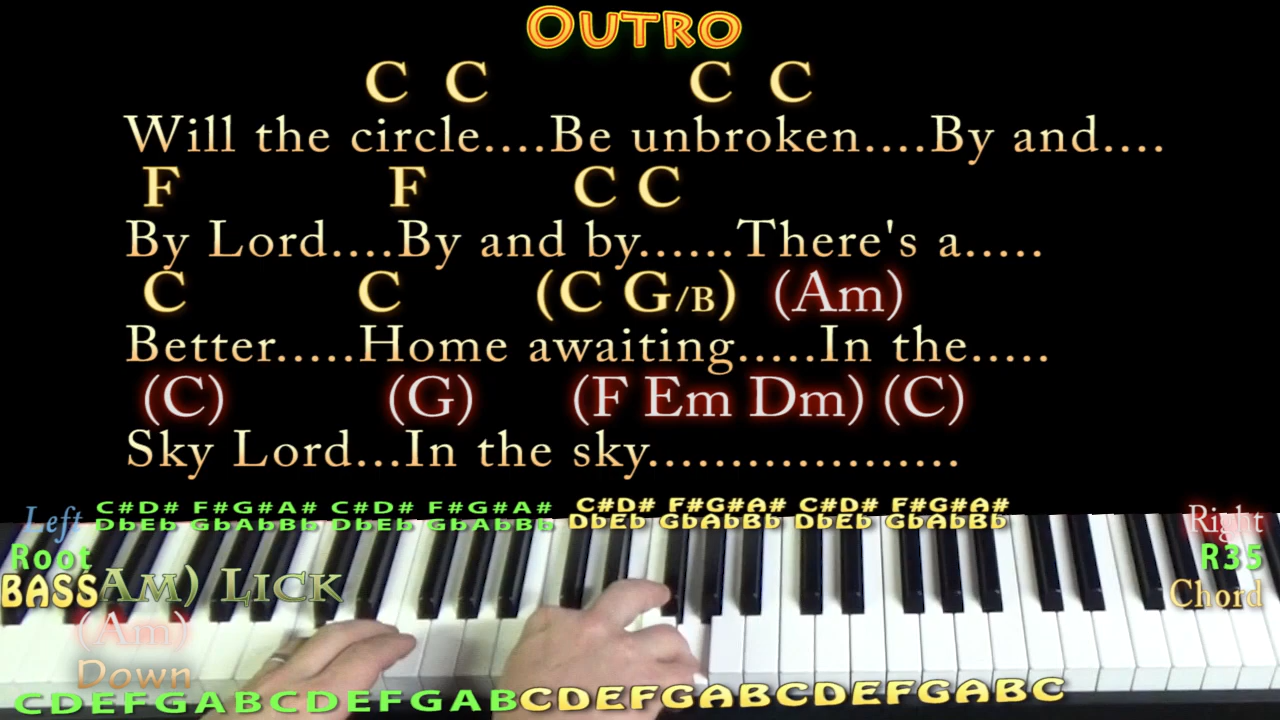 Outro
C C C C
Will the circle....Be unbroken....By and....
F F C C
By Lord....By and by......There's a.....
C C (C G/B) (Am)
Better.....Home awaiting.....In the.....
(C) (G) (F Em Dm) (C)
Sky Lord...In the sky...................
Left C#D# F#G#A# C#D# F#G#A# C#D# F#G#A# C#D# F#G#A# Right
DbEb GbAbBb DbEb GbAbBb DbEb GbAbBb DbEb GbAbBb
Root R35
BASS Am) Lick Chord
(Am)
Down
CDEFGABCDEFGABCDEFGABCDEFGABC